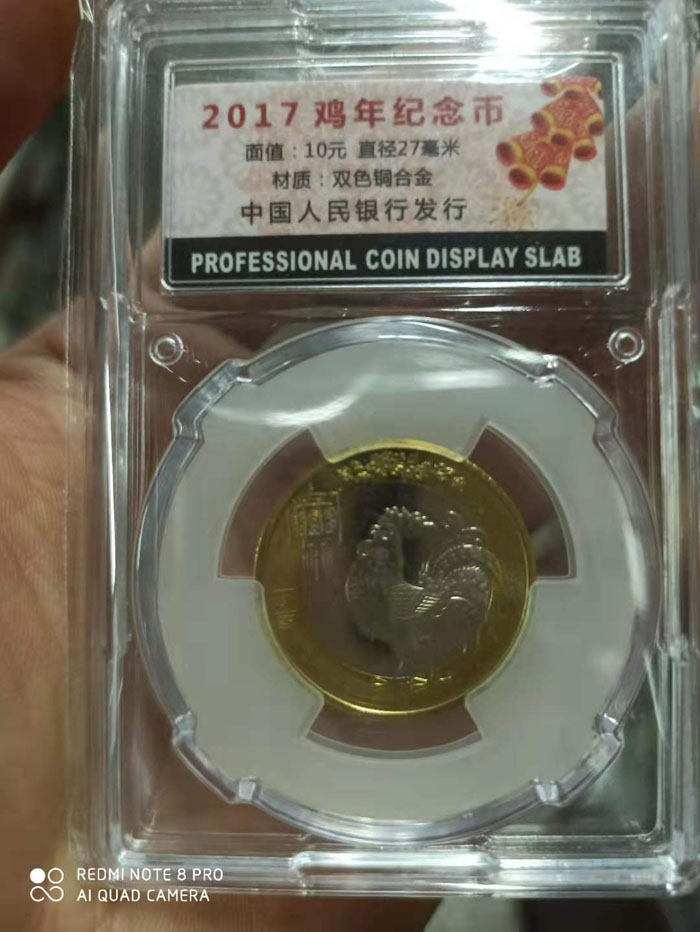 2017 鸡年纪念币
面值：10元 直径27毫米
材质：双色铜合金
中国人民银行发行
PROFESSIONAL COIN DISPLAY SLAB
REDMI NOTE 8 PRO
AI QUAD CAMERA